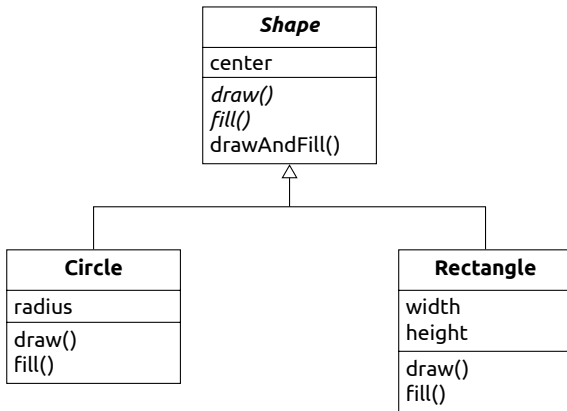 Shape
center
draw()
fill()
drawAndFill()
Circle
radius
draw()
fill()
Rectangle
width
height
draw()
fill()